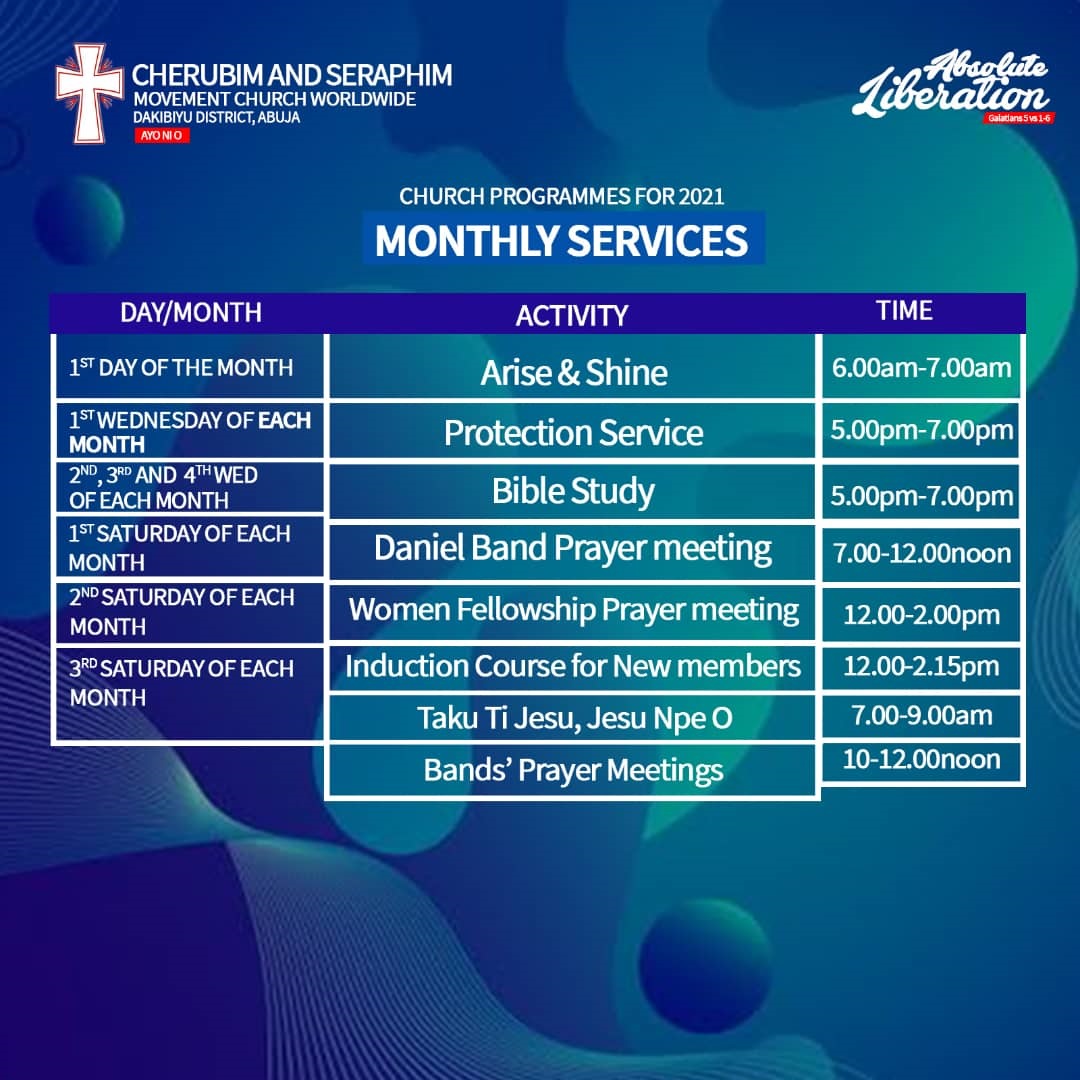 CHERUBIM AND SERAPHIM
MOVEMENT CHURCH WORLDWIDE
DAKIBIYU DISTRICT, ABUJA
AYO NI O
Absolute
Liberation
Galatians 5 vs 1-6
CHURCH PROGRAMMES FOR 2021
MONTHLY SERVICES
DAY/MONTH ACTIVITY TIME
1ST DAY OF THE MONTH Arise & Shine 6.00am-7.00am
1ST WEDNESDAY OF EACH
MONTH Protection Service 5.00pm-7.00pm
2ND, 3RD AND 4TH WED
OF EACH MONTH Bible Study 5.00pm-7.00pm
1ST SATURDAY OF EACH
MONTH Daniel Band Prayer meeting 7.00-12.00noon
2ND SATURDAY OF EACH
MONTH Women Fellowship Prayer meeting 12.00-2.00pm
3RD SATURDAY OF EACH
MONTH Induction Course for New members 12.00-2.15pm
Taku Ti Jesu, Jesu Npe O 7.00-9.00am
Bands' Prayer Meetings 10-12.00noon